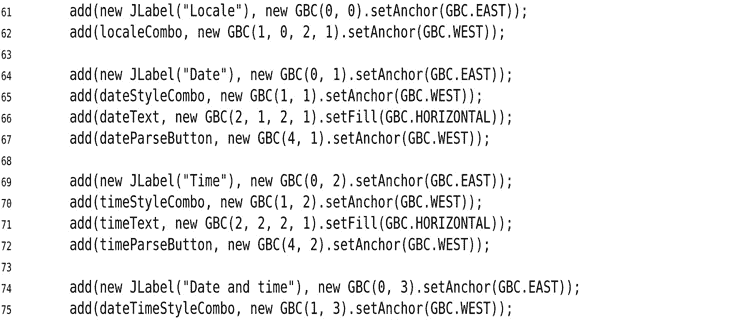 61 add(new JLabel("Locale"), new GBC(0, 0).setAnchor(GBC.EAST));
62 add(localeCombo, new GBC(1, 0, 2, 1).setAnchor(GBC.WEST));
63
64 add(new JLabel("Date"), new GBC(0, 1).setAnchor(GBC.EAST));
65 add(dateStyleCombo, new GBC(1, 1).setAnchor(GBC.WEST));
66 add(dateText, new GBC(2, 1, 2, 1).setFill(GBC.HORIZONTAL));
67 add(dateParseButton, new GBC(4, 1).setAnchor(GBC.WEST));
68
69 add(new JLabel("Time"), new GBC(0, 2).setAnchor(GBC.EAST));
70 add(timeStyleCombo, new GBC(1, 2).setAnchor(GBC.WEST));
71 add(timeText, new GBC(2, 2, 2, 1).setFill(GBC.HORIZONTAL));
72 add(timeParseButton, new GBC(4, 2).setAnchor(GBC.WEST));
73
74 add(new JLabel("Date and time"), new GBC(0, 3).setAnchor(GBC.EAST));
75 add(dateTimeStyleCombo, new GBC(1, 3).setAnchor(GBC.WEST));